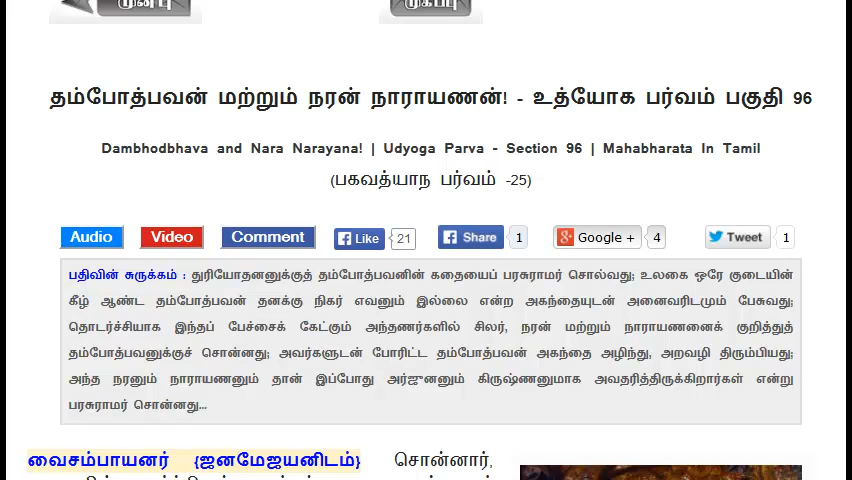 முன்பு முகப்பு
தம்போத்பவன் மற்றும் நரன் நாராயணன்! - உத்யோக பர்வம் பகுதி 96
Dambhodbhava and Nara Narayana! | Udyoga Parva - Section 96 | Mahabharata In Tamil
(பகவத்யாந பர்வம் -25)
Audio Video Comment Like 21 Share 1 Google + 4 Tweet 1
பதிவின் சுருக்கம் : துரியோதனனுக்குத் தம்போத்பவனின் கதையைப் பரசுராமர் சொல்வது; உலகை ஒரே குடையின்
கீழ் ஆண்ட தம்போத்பவன் தனக்கு நிகர் எவனும் இல்லை என்ற அகந்தையுடன் அனைவரிடமும் பேசுவது;
தொடர்ச்சியாக இந்தப் பேச்சைக் கேட்கும் அந்தணர்களில் சிலர், நரன் மற்றும் நாராயணனைக் குறித்துத்
தம்போத்பவனுக்குச் சொன்னது; அவர்களுடன் போரிட்ட தம்போத்பவன் அகந்தை அழிந்து, அறவழி திரும்பியது;
அந்த நரனும் நாராயணனும் தான் இப்போது அர்ஜுனனும் கிருஷ்ணனுமாக அவதரித்திருக்கிறார்கள் என்று
பரசுராமர் சொன்னது...
வைசம்பாயனர் {ஜனமேஜயனிடம்} சொன்னார்,